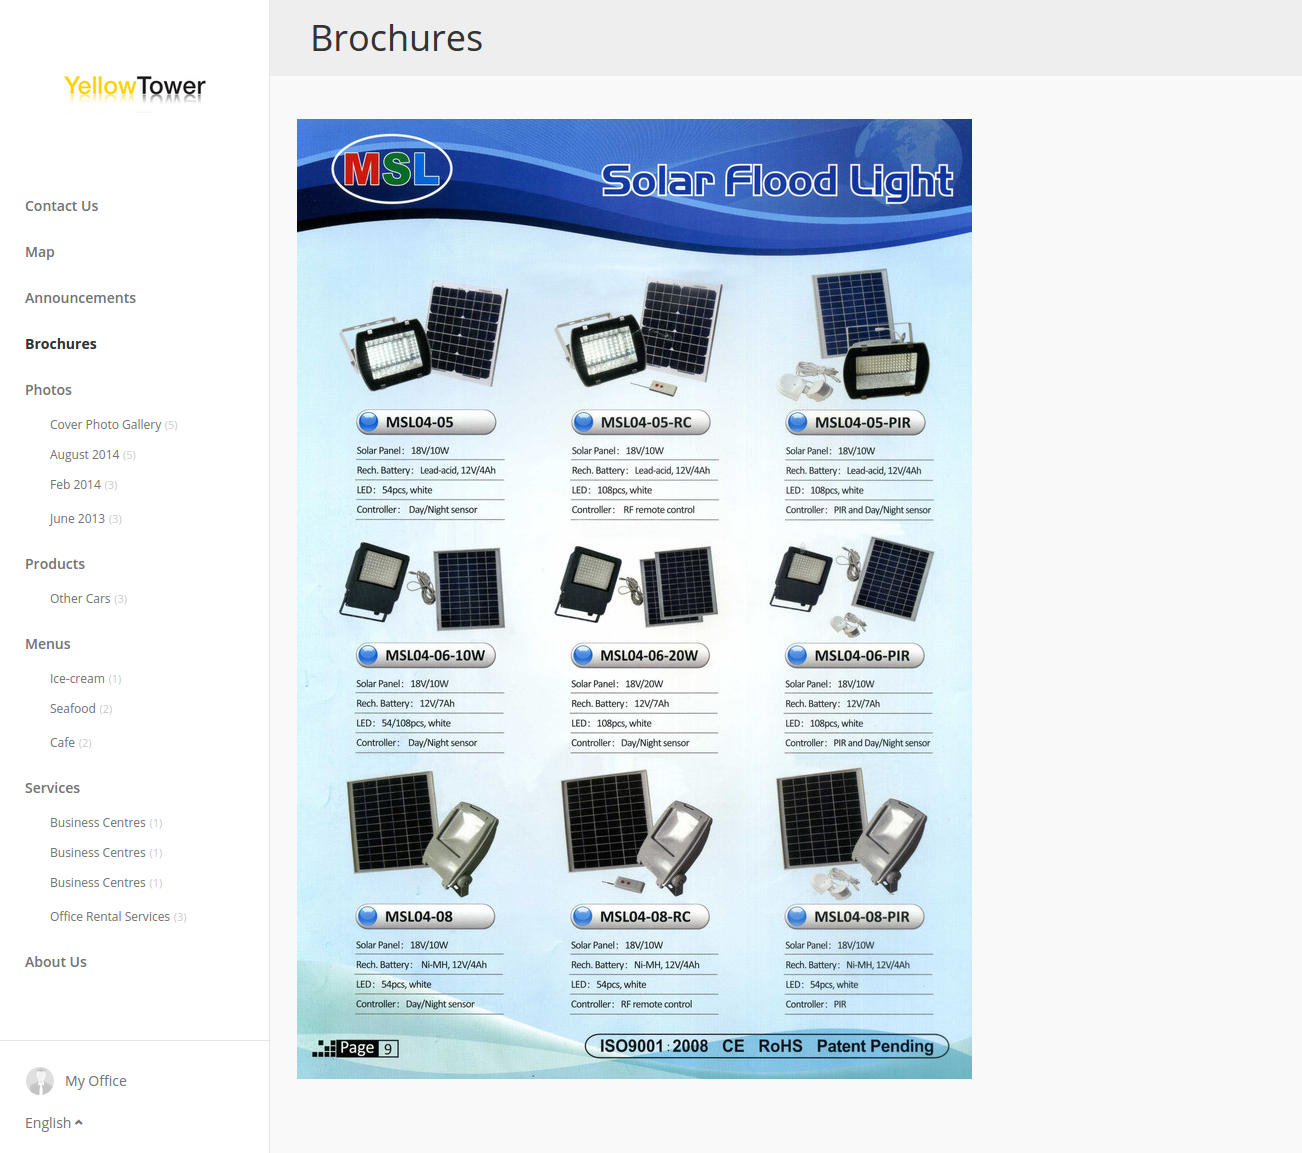 YellowTower
Contact Us
Map
Announcements
Brochures
Photos
Cover Photo Gallery (5)
August 2014 (5)
Feb 2014 (3)
June 2013 (3)
Products
Other Cars (3)
Menus
Ice-cream (1)
Seafood (2)
Cafe (2)
Services
Business Centres (1)
Business Centres (1)
Business Centres (1)
Office Rental Services (3)
About Us
My Office
English
Brochures
MSL
Solar Flood Light
MSL04-05
Solar Panel: 18V/10W
Rech. Battery: Lead-acid, 12V/4Ah
LED: 54pcs, white
Controller: Day/Night sensor
MSL04-05-RC
Solar Panel: 18V/10W
Rech. Battery: Lead-acid, 12V/4Ah
LED: 108pcs, white
Controller: RF remote control
MSL04-05-PIR
Solar Panel: 18V/10W
Rech. Battery: Lead-acid, 12V/4Ah
LED: 108pcs, white
Controller: PIR and Day/Night sensor
MSL04-06-10W
Solar Panel: 18V/10W
Rech. Battery: 12V/7Ah
LED: 54/108pcs, white
Controller: Day/Night sensor
MSL04-06-20W
Solar Panel: 18V/20W
Rech. Battery: 12V/7Ah
LED: 108pcs, white
Controller: Day/Night sensor
MSL04-06-PIR
Solar Panel: 18V/10W
Rech. Battery: 12V/7Ah
LED: 108pcs, white
Controller: PIR and Day/Night sensor
MSL04-08
Solar Panel: 18V/10W
Rech. Battery: Ni-MH, 12V/4Ah
LED: 54pcs, white
Controller: Day/Night sensor
MSL04-08-RC
Solar Panel: 18V/10W
Rech. Battery: Ni-MH, 12V/4Ah
LED: 54pcs, white
Controller: RF remote control
MSL04-08-PIR
Solar Panel: 18V/10W
Rech. Battery: Ni-MH, 12V/4Ah
LED: 54pcs, white
Controller: PIR
Page 9
ISO9001:2008 CE RoHS Patent Pending